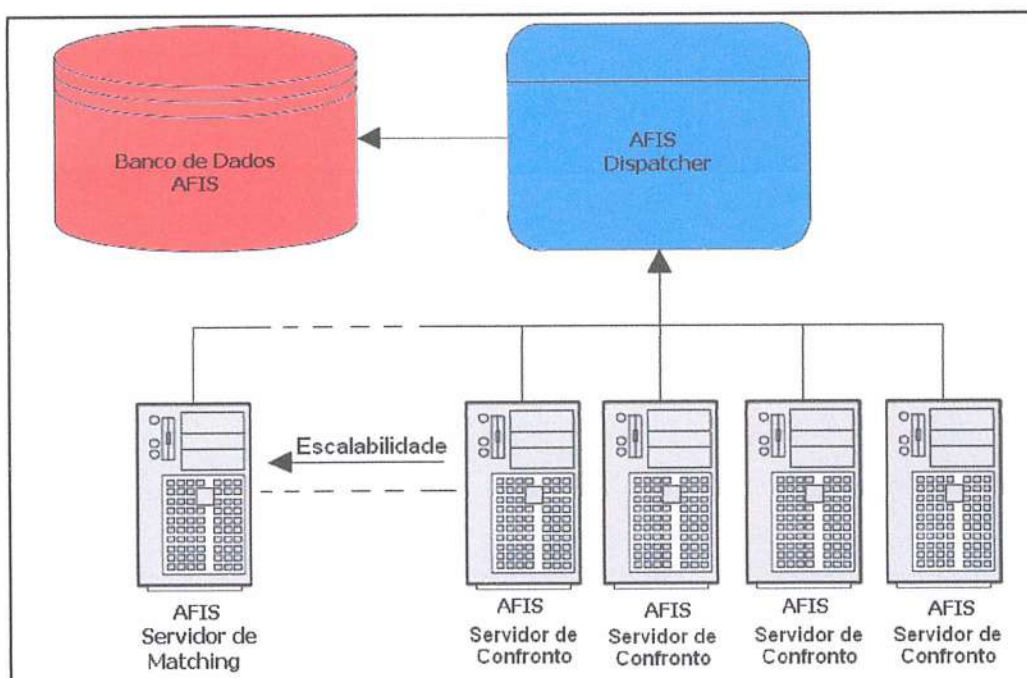 Banco de Dados
AFIS
AFIS
Dispatcher
Escalabilidade
AFIS
Servidor de
Matching
AFIS
Servidor de
Confronto
AFIS
Servidor de
Confronto
AFIS
Servidor de
Confronto
AFIS
Servidor de
Confronto